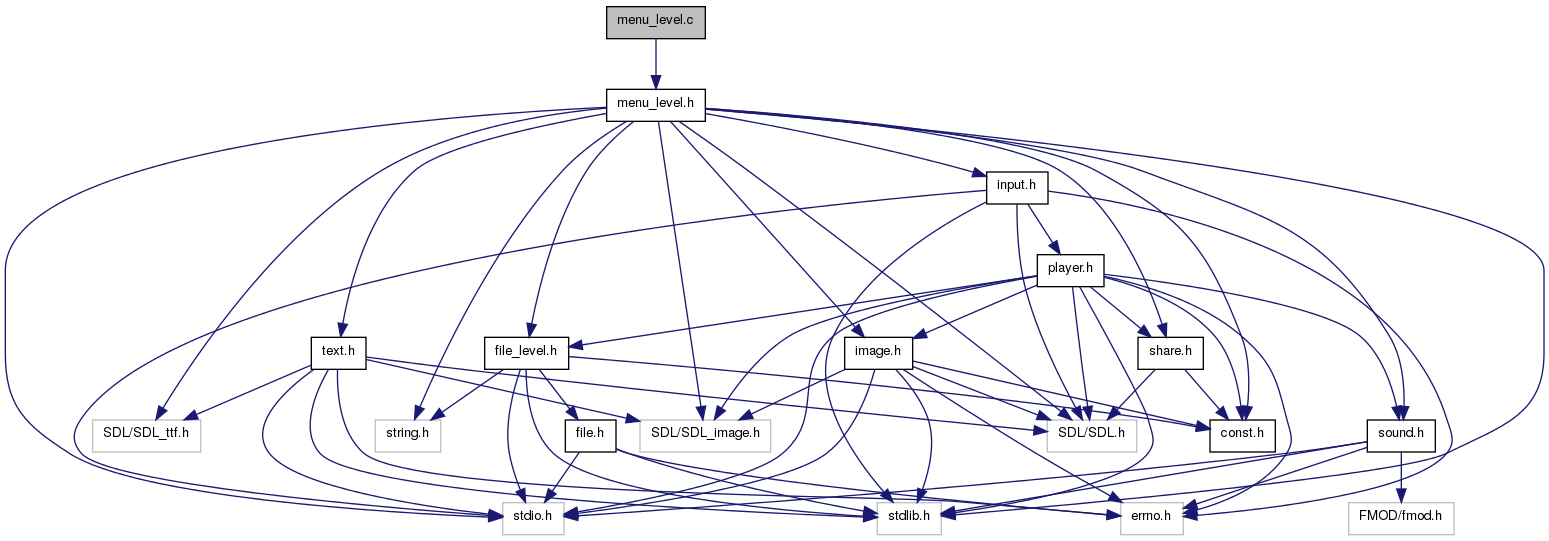 menu_level.c
menu_level.h
input.h
player.h
text.h
file_level.h
image.h
share.h
SDL/SDL_ttf.h
string.h
file.h
SDL/SDL_image.h
SDL/SDL.h
const.h
sound.h
stdio.h
stdlib.h
errno.h
FMOD/fmod.h